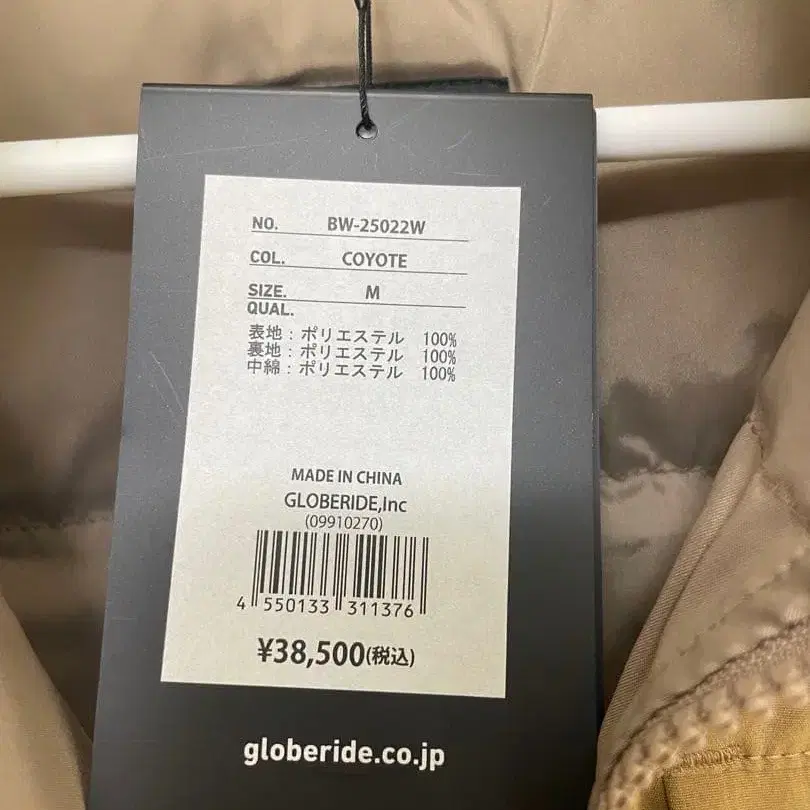 NO. BW-25022W
COL. COYOTE
SIZE. M
QUAL.
表地：ポリエステル 100%
裏地：ポリエステル 100%
中綿：ポリエステル 100%
MADE IN CHINA
GLOBERIDE,Inc
(09910270)
4 550133 311376
¥38,500(税込)
globeride.co.jp